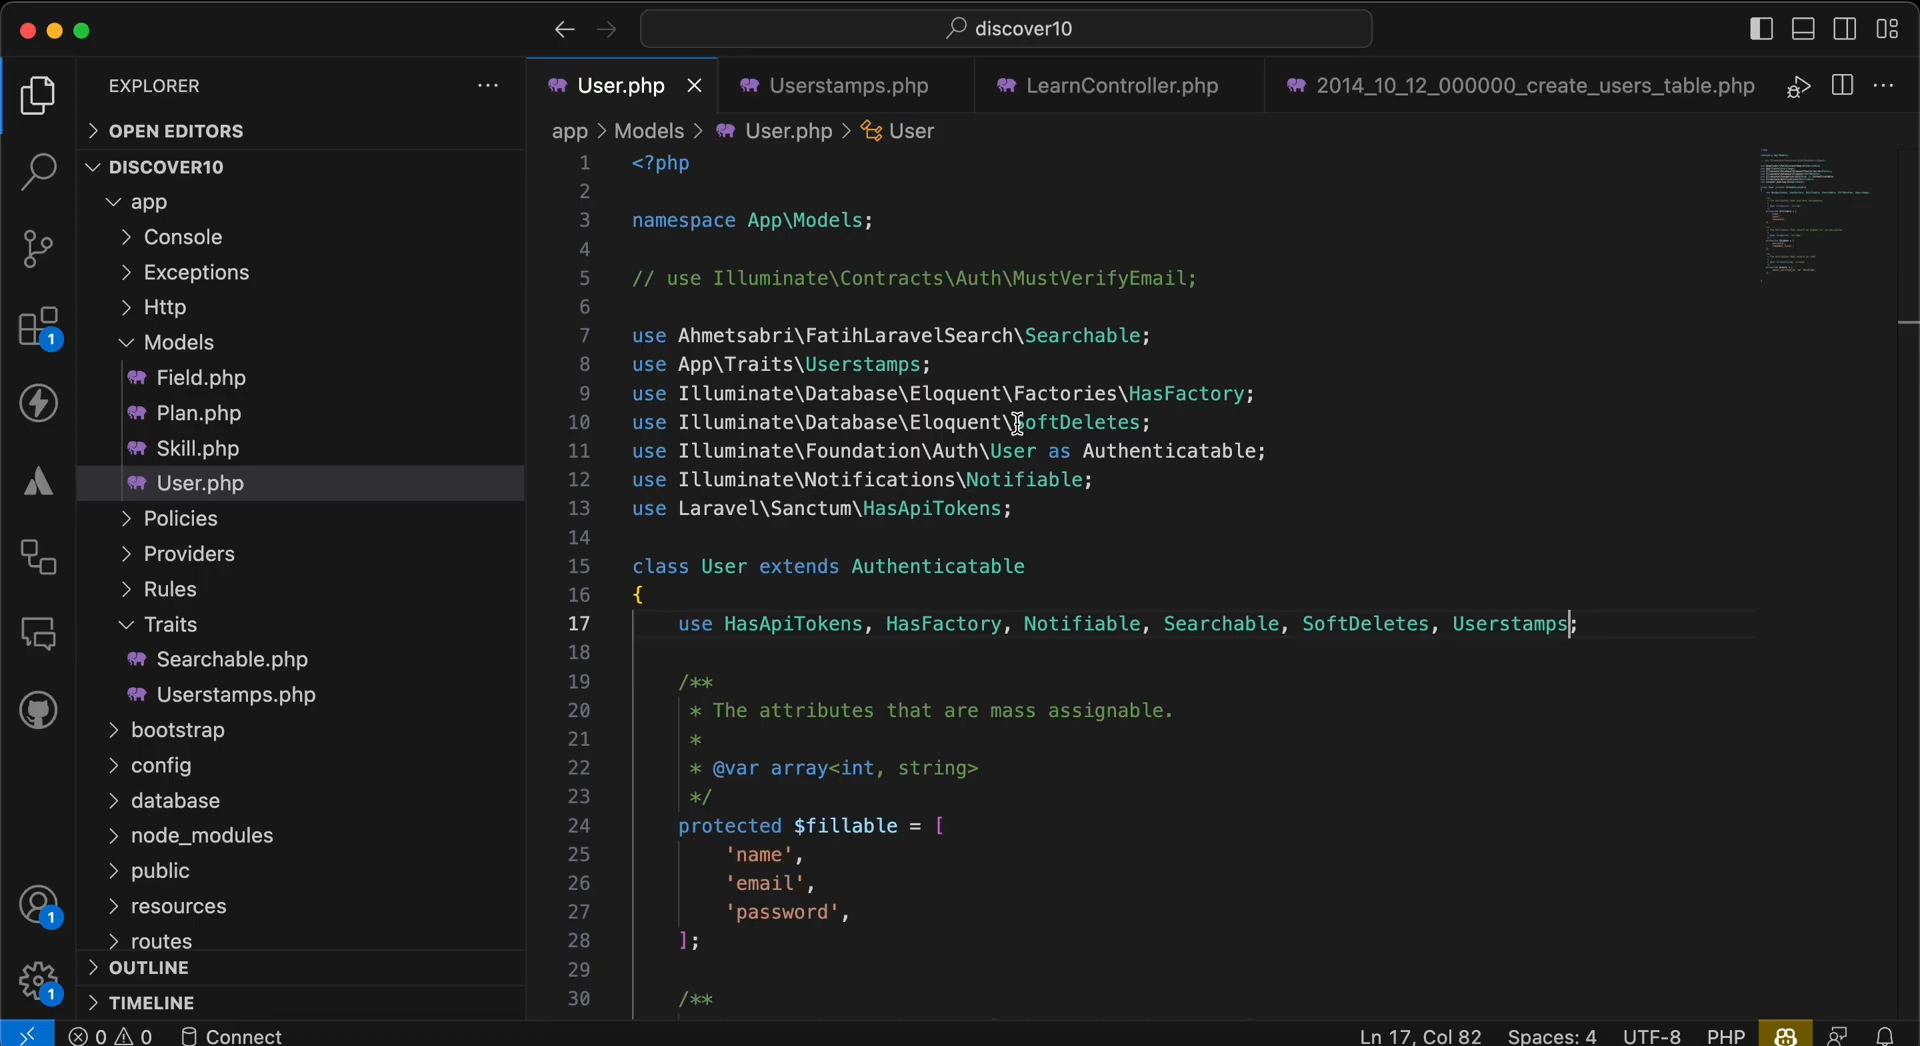 discover10
EXPLORER
OPEN EDITORS
DISCOVER10
app
Console
Exceptions
Http
Models
Field.php
Plan.php
Skill.php
User.php
Policies
Providers
Rules
Traits
Searchable.php
Userstamps.php
bootstrap
config
database
node_modules
public
resources
routes
OUTLINE
TIMELINE
1
1
1
User.php
Userstamps.php
LearnController.php
2014_10_12_000000_create_users_table.php
app > Models > User.php > User
1 <?php
2
3 namespace App\Models;
4
5 // use Illuminate\Contracts\Auth\MustVerifyEmail;
6
7 use Ahmetsabri\FatihLaravelSearch\Searchable;
8 use App\Traits\Userstamps;
9 use Illuminate\Database\Eloquent\Factories\HasFactory;
10 use Illuminate\Database\Eloquent\SoftDeletes;
11 use Illuminate\Foundation\Auth\User as Authenticatable;
12 use Illuminate\Notifications\Notifiable;
13 use Laravel\Sanctum\HasApiTokens;
14
15 class User extends Authenticatable
16 {
17 use HasApiTokens, HasFactory, Notifiable, Searchable, SoftDeletes, Userstamps;
18
19 /**
20 * The attributes that are mass assignable.
21 *
22 * @var array<int, string>
23 */
24 protected $fillable = [
25 'name',
26 'email',
27 'password',
28 ];
29
30 /**
0 0 Connect
Ln 17, Col 82 Spaces: 4 UTF-8 PHP